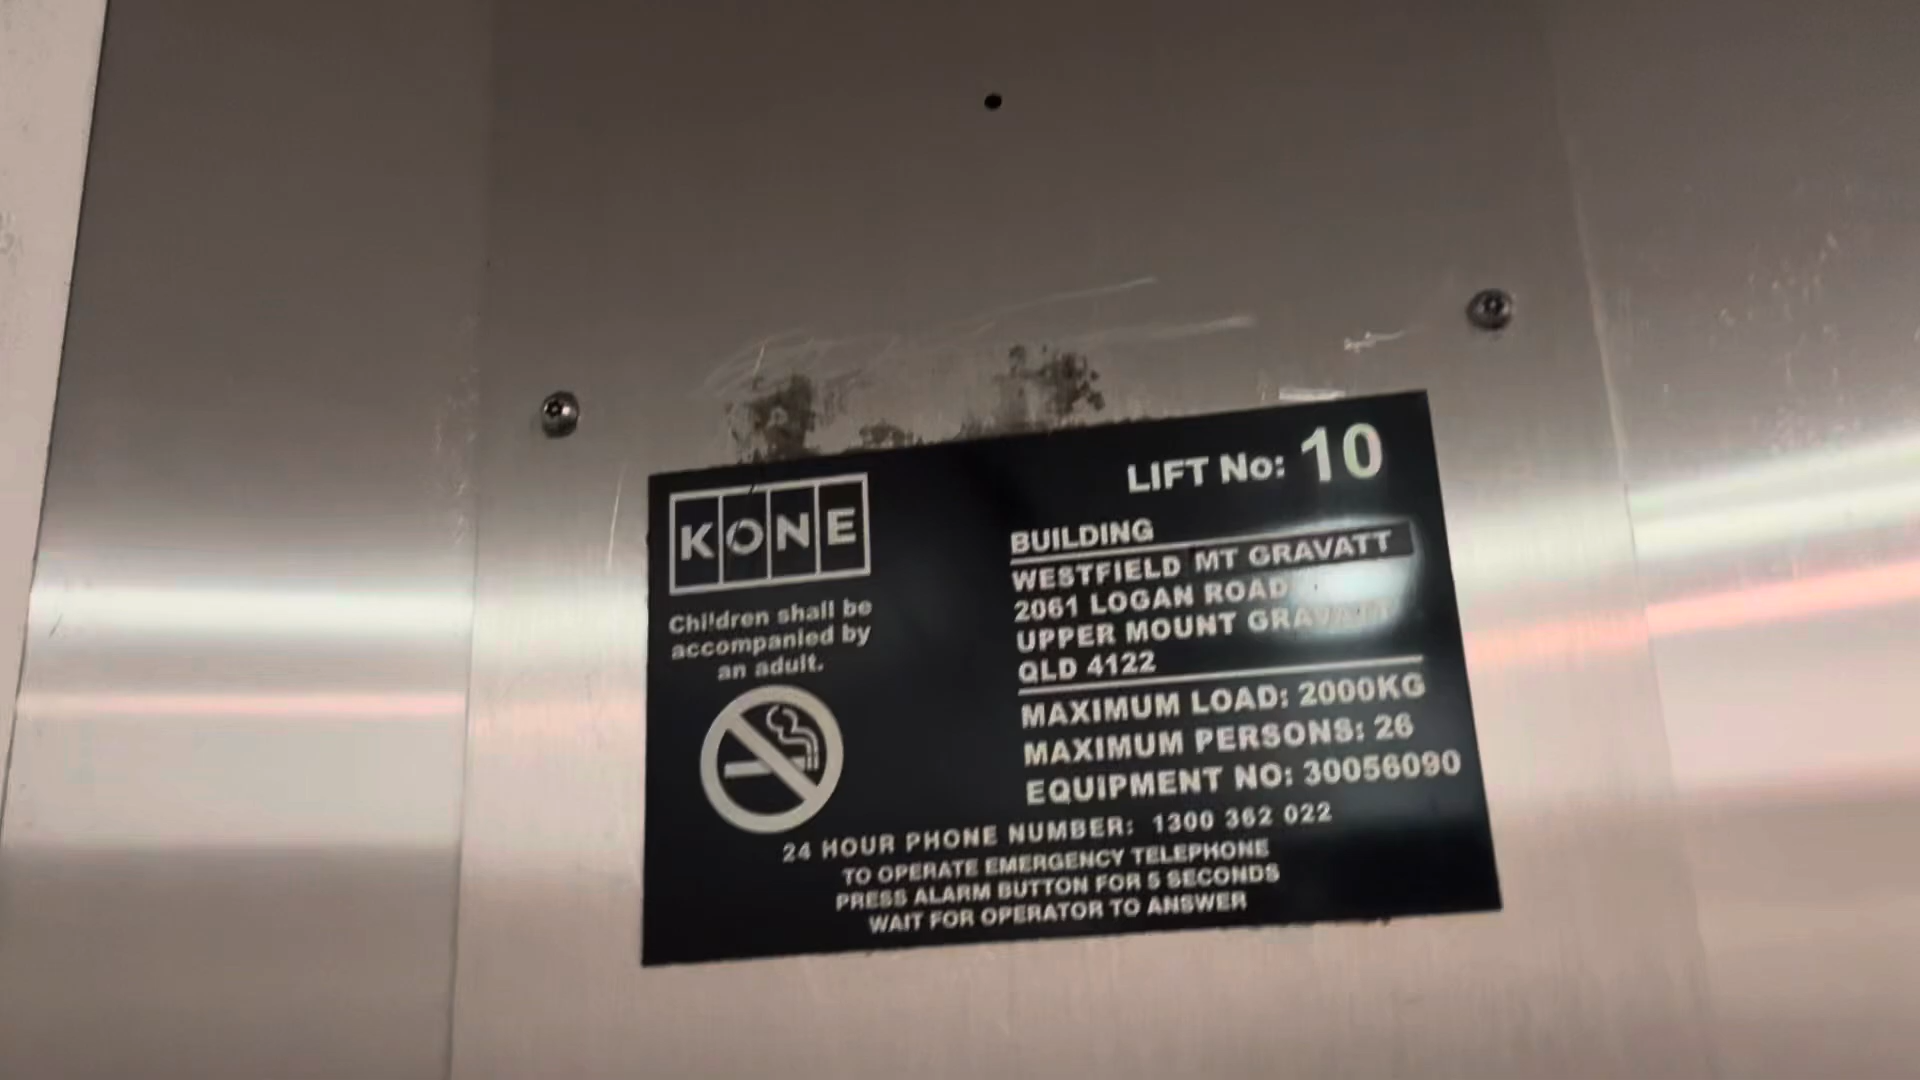 LIFT No: 10
KONE
Children shall be
accompanied by
an adult.
BUILDING
WESTFIELD MT GRAVATT
2061 LOGAN ROAD
UPPER MOUNT GRAVATT
QLD 4122
MAXIMUM LOAD: 2000KG
MAXIMUM PERSONS: 26
EQUIPMENT NO: 30056090
24 HOUR PHONE NUMBER: 1300 362 022
TO OPERATE EMERGENCY TELEPHONE
PRESS ALARM BUTTON FOR 5 SECONDS
WAIT FOR OPERATOR TO ANSWER